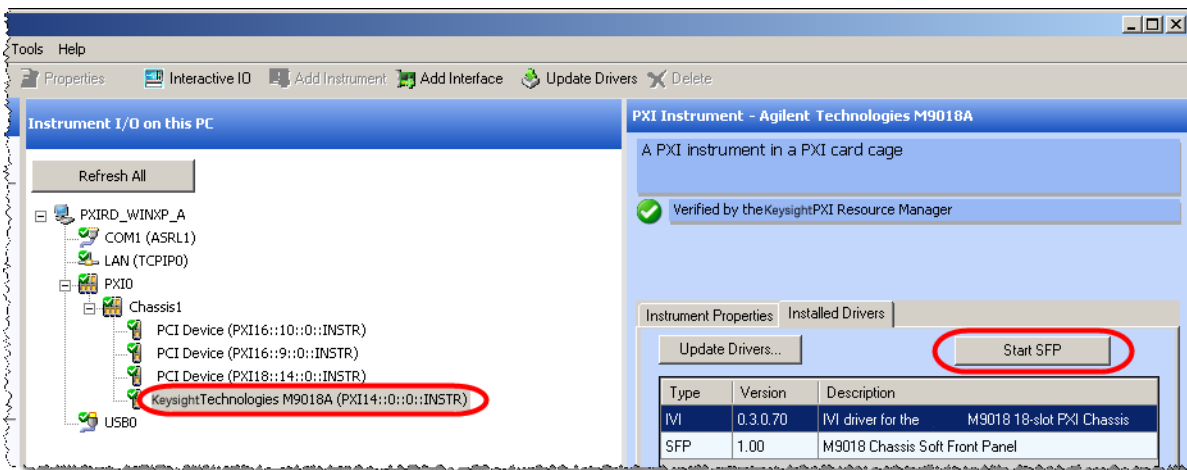 Tools Help
Properties Interactive IO Add Instrument Add Interface Update Drivers Delete
Instrument I/O on this PC
Refresh All
PXIRD_WINXP_A
COM1 (ASRL1)
LAN (TCPIP0)
PXI0
Chassis1
PCI Device (PXI16::10::0::INSTR)
PCI Device (PXI16::9::0::INSTR)
PCI Device (PXI18::14::0::INSTR)
KeysightTechnologies M9018A (PXI14::0::0::INSTR)
USB0
PXI Instrument - Agilent Technologies M9018A
A PXI instrument in a PXI card cage
Verified by theKeysightPXI Resource Manager
Instrument Properties Installed Drivers
Update Drivers... Start SFP
Type Version Description
IVI 0.3.0.70 IVI driver for the M9018 18-slot PXI Chassis
SFP 1.00 M9018 Chassis Soft Front Panel